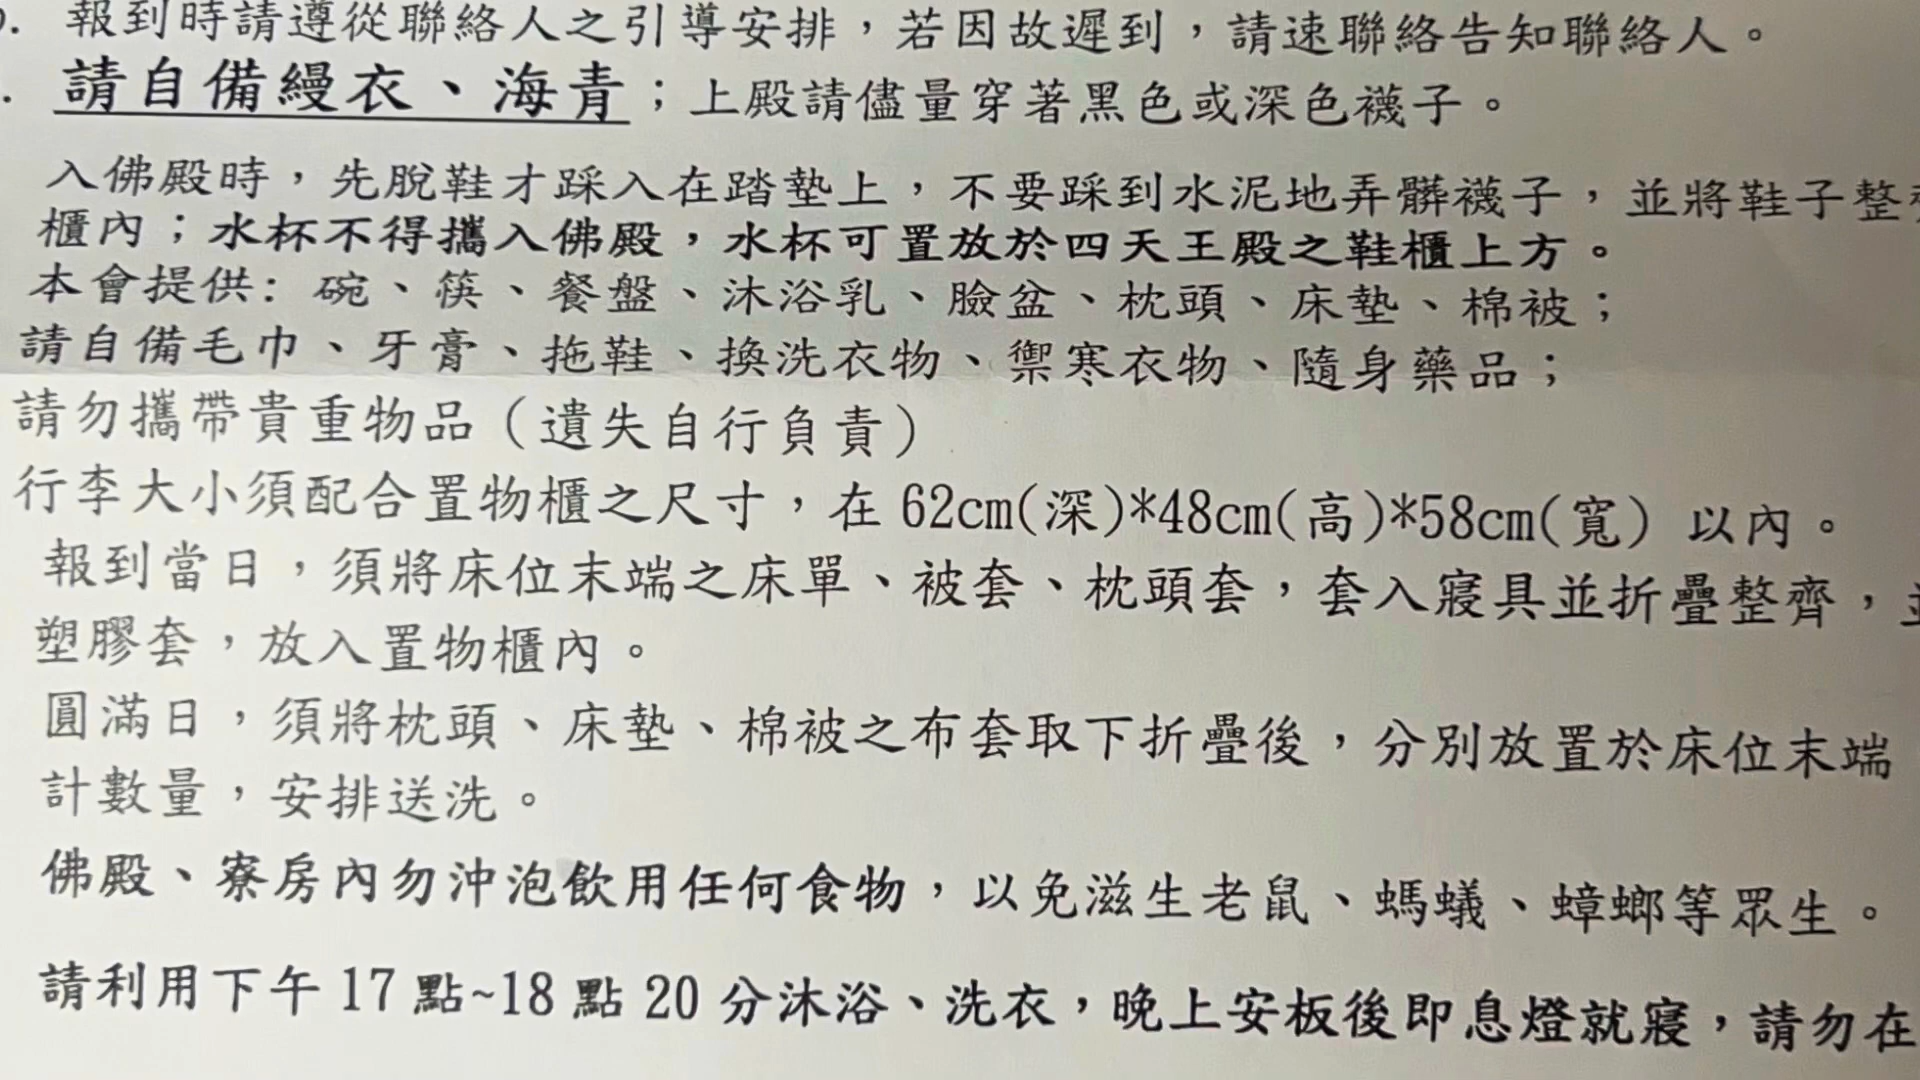 報到時請遵從聯絡人之引導安排，若因故遲到，請速聯絡告知聯絡人。
請自備縵衣、海青；上殿請儘量穿著黑色或深色襪子。
入佛殿時，先脫鞋才踩入在踏墊上，不要踩到水泥地弄髒襪子，並將鞋子整
櫃內；水杯不得攜入佛殿，水杯可置放於四天王殿之鞋櫃上方。
本會提供：碗、筷、餐盤、沐浴乳、臉盆、枕頭、床墊、棉被；
請自備毛巾、牙膏、拖鞋、換洗衣物、禦寒衣物、隨身藥品；
請勿攜帶貴重物品（遺失自行負責）
行李大小須配合置物櫃之尺寸，在 62cm(深)*48cm(高)*58cm(寬) 以內。
報到當日，須將床位末端之床單、被套、枕頭套，套入寢具並折疊整齊，
塑膠套，放入置物櫃內。
圓滿日，須將枕頭、床墊、棉被之布套取下折疊後，分別放置於床位末端
計數量，安排送洗。
佛殿、寮房內勿沖泡飲用任何食物，以免滋生老鼠、螞蟻、蟑螂等眾生。
請利用下午 17 點~18 點 20 分沐浴、洗衣，晚上安板後即息燈就寢，請勿在